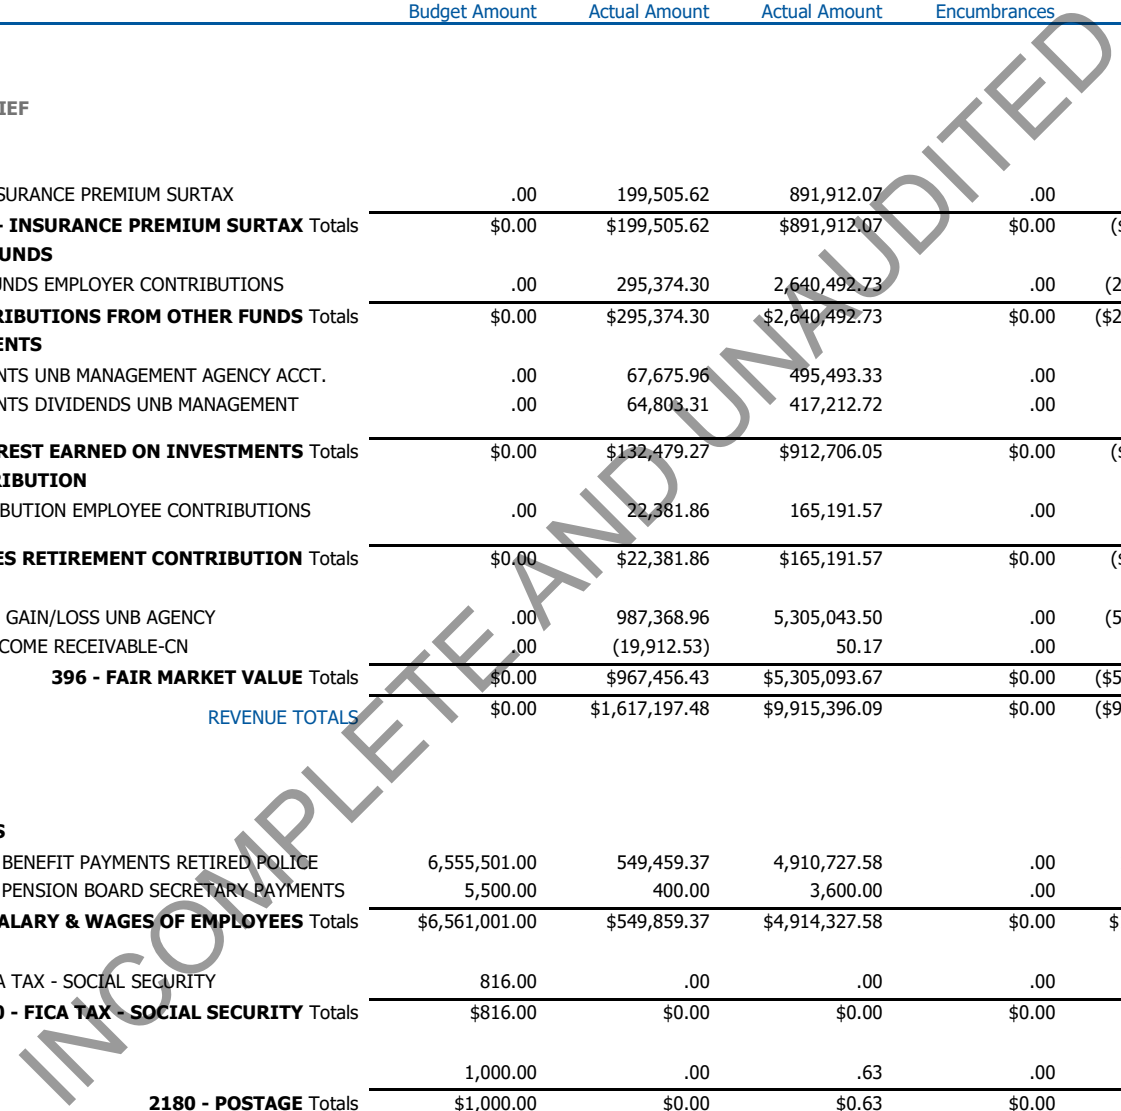 Budget Amount Actual Amount Actual Amount Encumbrances
IEF
SURANCE PREMIUM SURTAX .00 199,505.62 891,912.07 .00
- INSURANCE PREMIUM SURTAX Totals $0.00 $199,505.62 $891,912.07 $0.00 ($
UNDS
UNDS EMPLOYER CONTRIBUTIONS .00 295,374.30 2,640,492.73 .00 (2
RIBUTIONS FROM OTHER FUNDS Totals $0.00 $295,374.30 $2,640,492.73 $0.00 ($2
ENTS
NTS UNB MANAGEMENT AGENCY ACCT. .00 67,675.96 495,493.33 .00
NTS DIVIDENDS UNB MANAGEMENT .00 64,803.31 417,212.72 .00
REST EARNED ON INVESTMENTS Totals $0.00 $132,479.27 $912,706.05 $0.00 ($
RIBUTION
BUTION EMPLOYEE CONTRIBUTIONS .00 22,381.86 165,191.57 .00
ES RETIREMENT CONTRIBUTION Totals $0.00 $22,381.86 $165,191.57 $0.00 ($
GAIN/LOSS UNB AGENCY .00 987,368.96 5,305,043.50 .00 (5
COME RECEIVABLE-CN .00 (19,912.53) 50.17 .00
396 - FAIR MARKET VALUE Totals $0.00 $967,456.43 $5,305,093.67 $0.00 ($5
REVENUE TOTALS $0.00 $1,617,197.48 $9,915,396.09 $0.00 ($9
S
BENEFIT PAYMENTS RETIRED POLICE 6,555,501.00 549,459.37 4,910,727.58 .00
PENSION BOARD SECRETARY PAYMENTS 5,500.00 400.00 3,600.00 .00
ALARY & WAGES OF EMPLOYEES Totals $6,561,001.00 $549,859.37 $4,914,327.58 $0.00 $
A TAX - SOCIAL SECURITY 816.00 .00 .00 .00
0 - FICA TAX - SOCIAL SECURITY Totals $816.00 $0.00 $0.00 $0.00
1,000.00 .00 .63 .00
2180 - POSTAGE Totals $1,000.00 $0.00 $0.63 $0.00
INCOMPLETE AND UNAUDITED